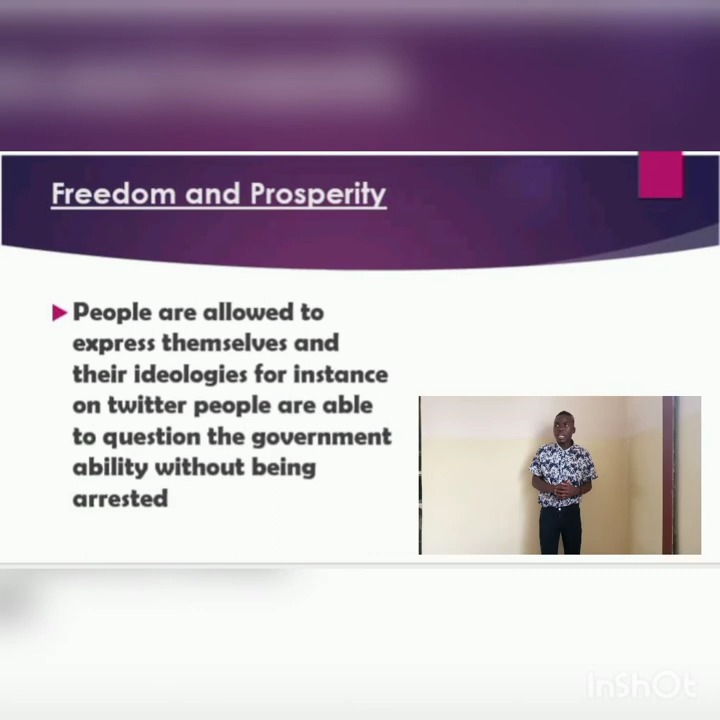 Freedom and Prosperity
People are allowed to
express themselves and
their ideologies for instance
on twitter people are able
to question the government
ability without being
arrested
InShOt